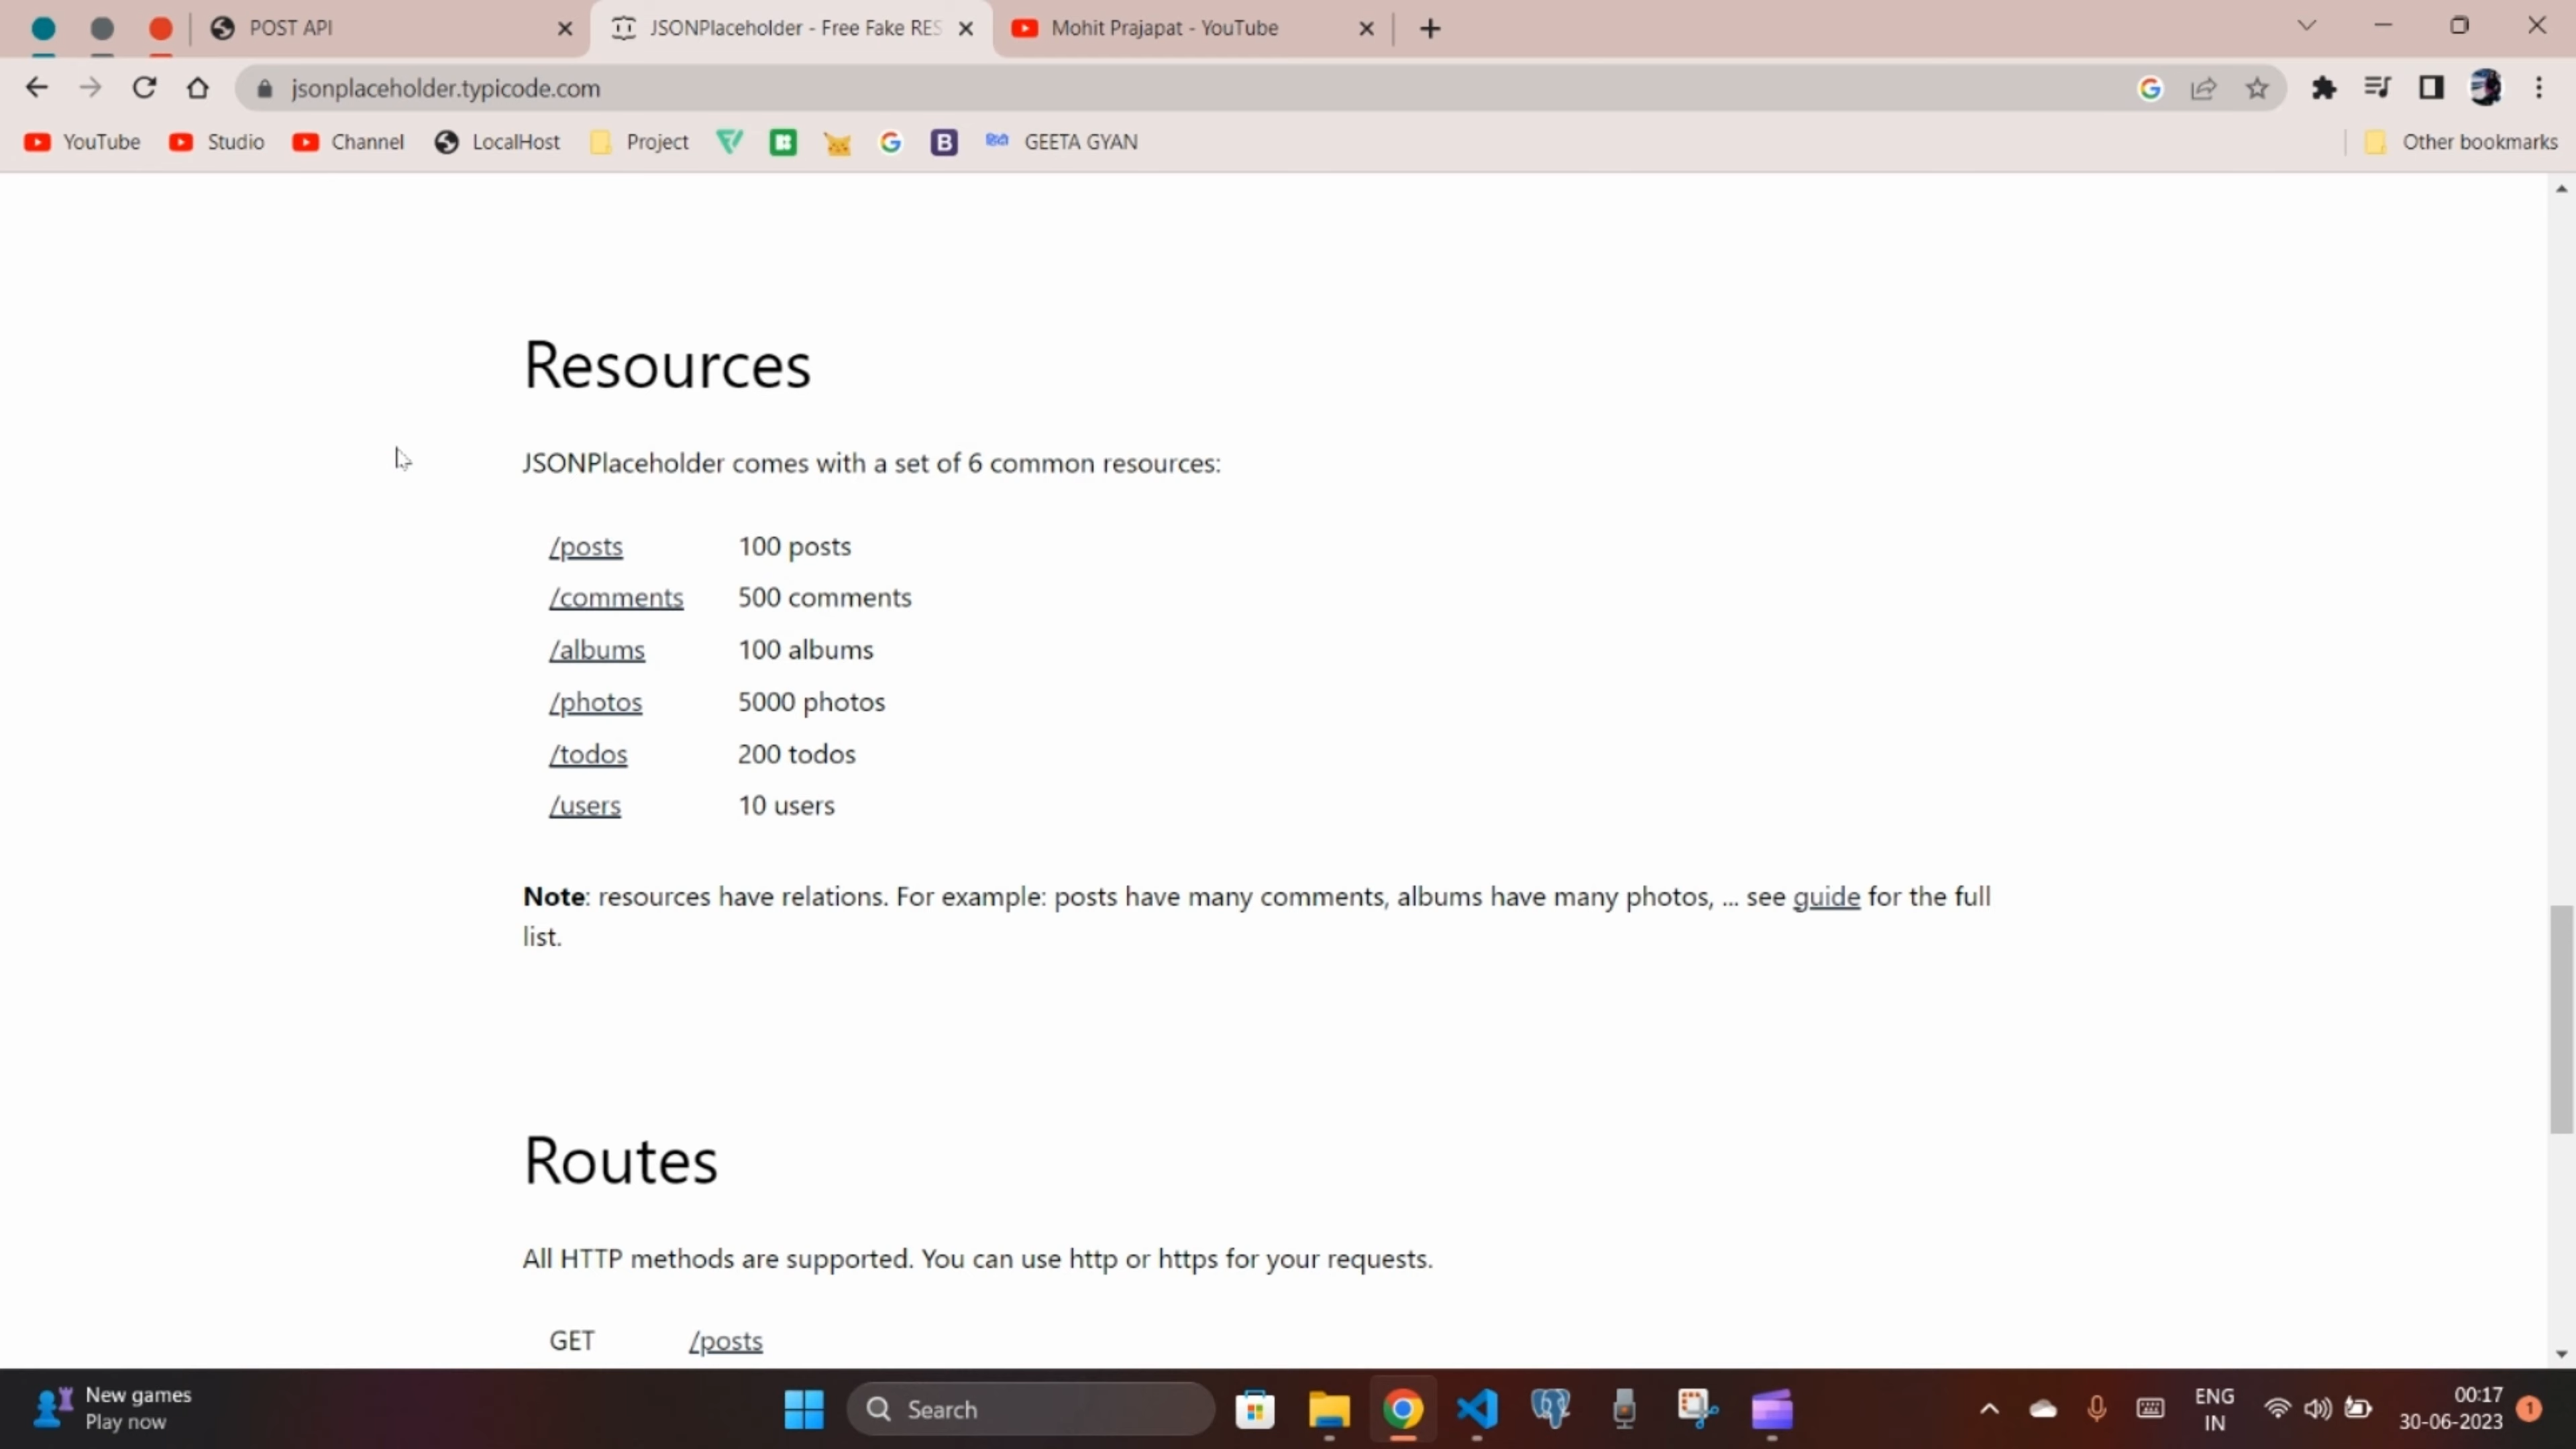 POST API
JSONPlaceholder - Free Fake RES
Mohit Prajapat - YouTube
jsonplaceholder.typicode.com
YouTube
Studio
Channel
LocalHost
Project
GEETA GYAN
Other bookmarks
Resources
JSONPlaceholder comes with a set of 6 common resources:
/posts 100 posts
/comments 500 comments
/albums 100 albums
/photos 5000 photos
/todos 200 todos
/users 10 users
Note: resources have relations. For example: posts have many comments, albums have many photos, ... see guide for the full
list.
Routes
All HTTP methods are supported. You can use http or https for your requests.
GET /posts
New games
Play now
Search
ENG
IN
00:17
30-06-2023
1